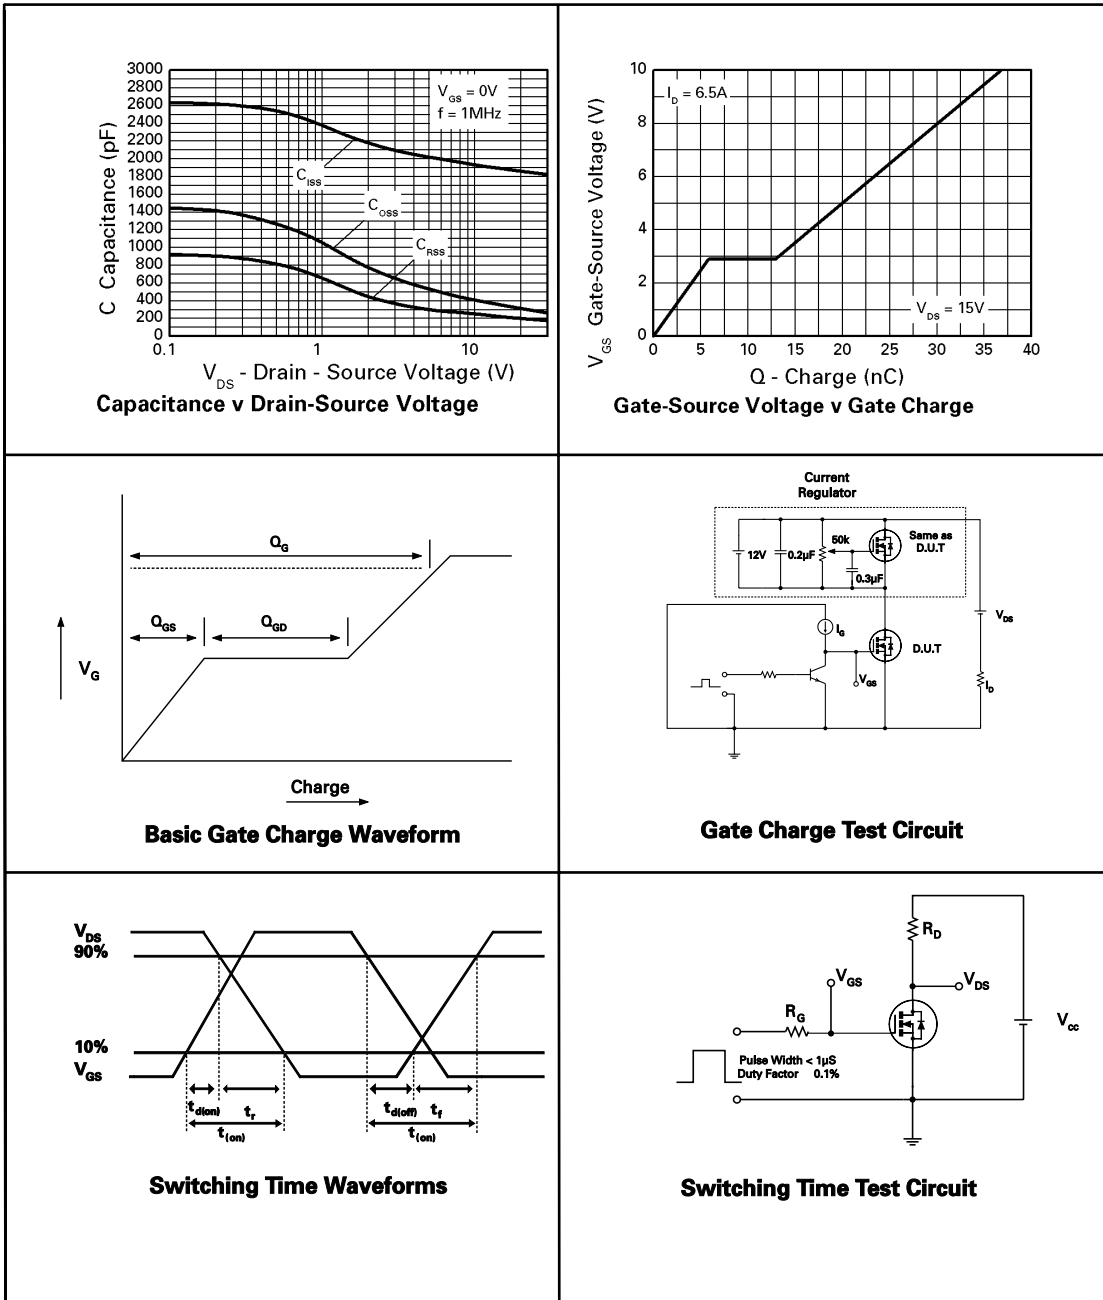 3000
2800
2600
2400
2200
2000
1800
1600
1400
1200
1000
800
600
400
200
0
C Capacitance (pF)
VGS = 0V
f = 1MHz
CISS
COSS
CRSS
0.1 1 10
VDS - Drain - Source Voltage (V)
Capacitance v Drain-Source Voltage
10
8
6
4
2
0
VGS Gate-Source Voltage (V)
ID = 6.5A
VDS = 15V
0 5 10 15 20 25 30 35 40
Q - Charge (nC)
Gate-Source Voltage v Gate Charge
QG
QGS QGD
VG
Charge
Basic Gate Charge Waveform
Current
Regulator
12V 0.2µF 50k
0.3µF
Same as
D.U.T
IG
VDS
D.U.T
VGS
ID
Gate Charge Test Circuit
VDS
90%
10%
VGS
td(on) tr
t(on)
td(off) tf
t(on)
Switching Time Waveforms
RD
VGS
VDS
RG
Vcc
Pulse Width < 1µS
Duty Factor 0.1%
Switching Time Test Circuit